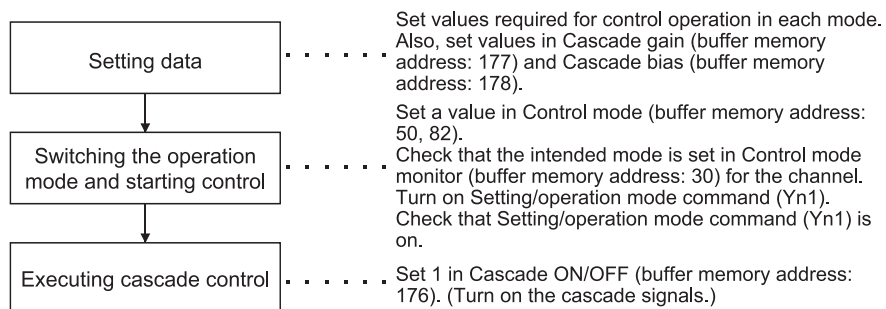 Setting data
Set values required for control operation in each mode.
Also, set values in Cascade gain (buffer memory
address: 177) and Cascade bias (buffer memory
address: 178).
Switching the operation
mode and starting control
Set a value in Control mode (buffer memory address:
50, 82).
Check that the intended mode is set in Control mode
monitor (buffer memory address: 30) for the channel.
Turn on Setting/operation mode command (Yn1).
Check that Setting/operation mode command (Yn1) is
on.
Executing cascade control
Set 1 in Cascade ON/OFF (buffer memory address:
176). (Turn on the cascade signals.)